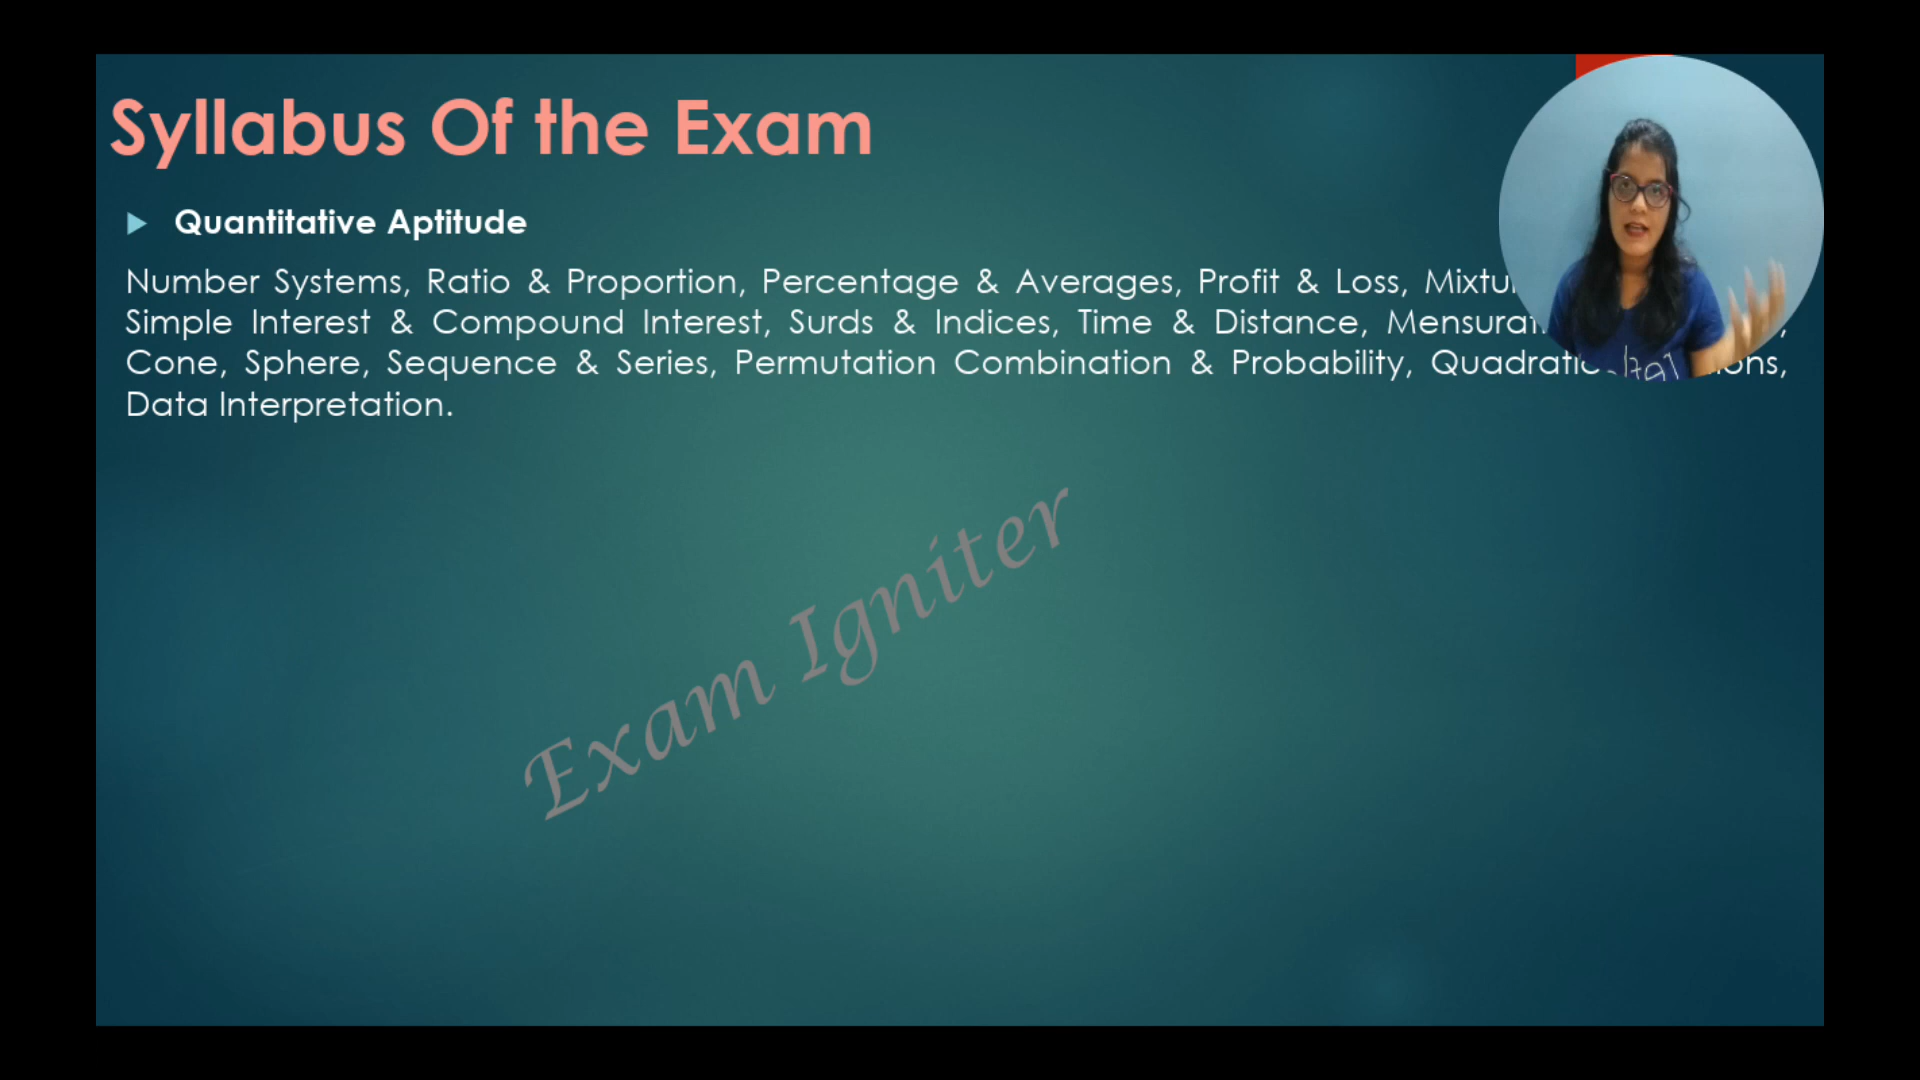 Syllabus Of the Exam
Quantitative Aptitude
Number Systems, Ratio & Proportion, Percentage & Averages, Profit & Loss,
Simple Interest & Compound Interest, Surds & Indices, Time & Distance,
Cone, Sphere, Sequence & Series, Permutation Combination & Probability,
Data Interpretation.
Exam Igniter